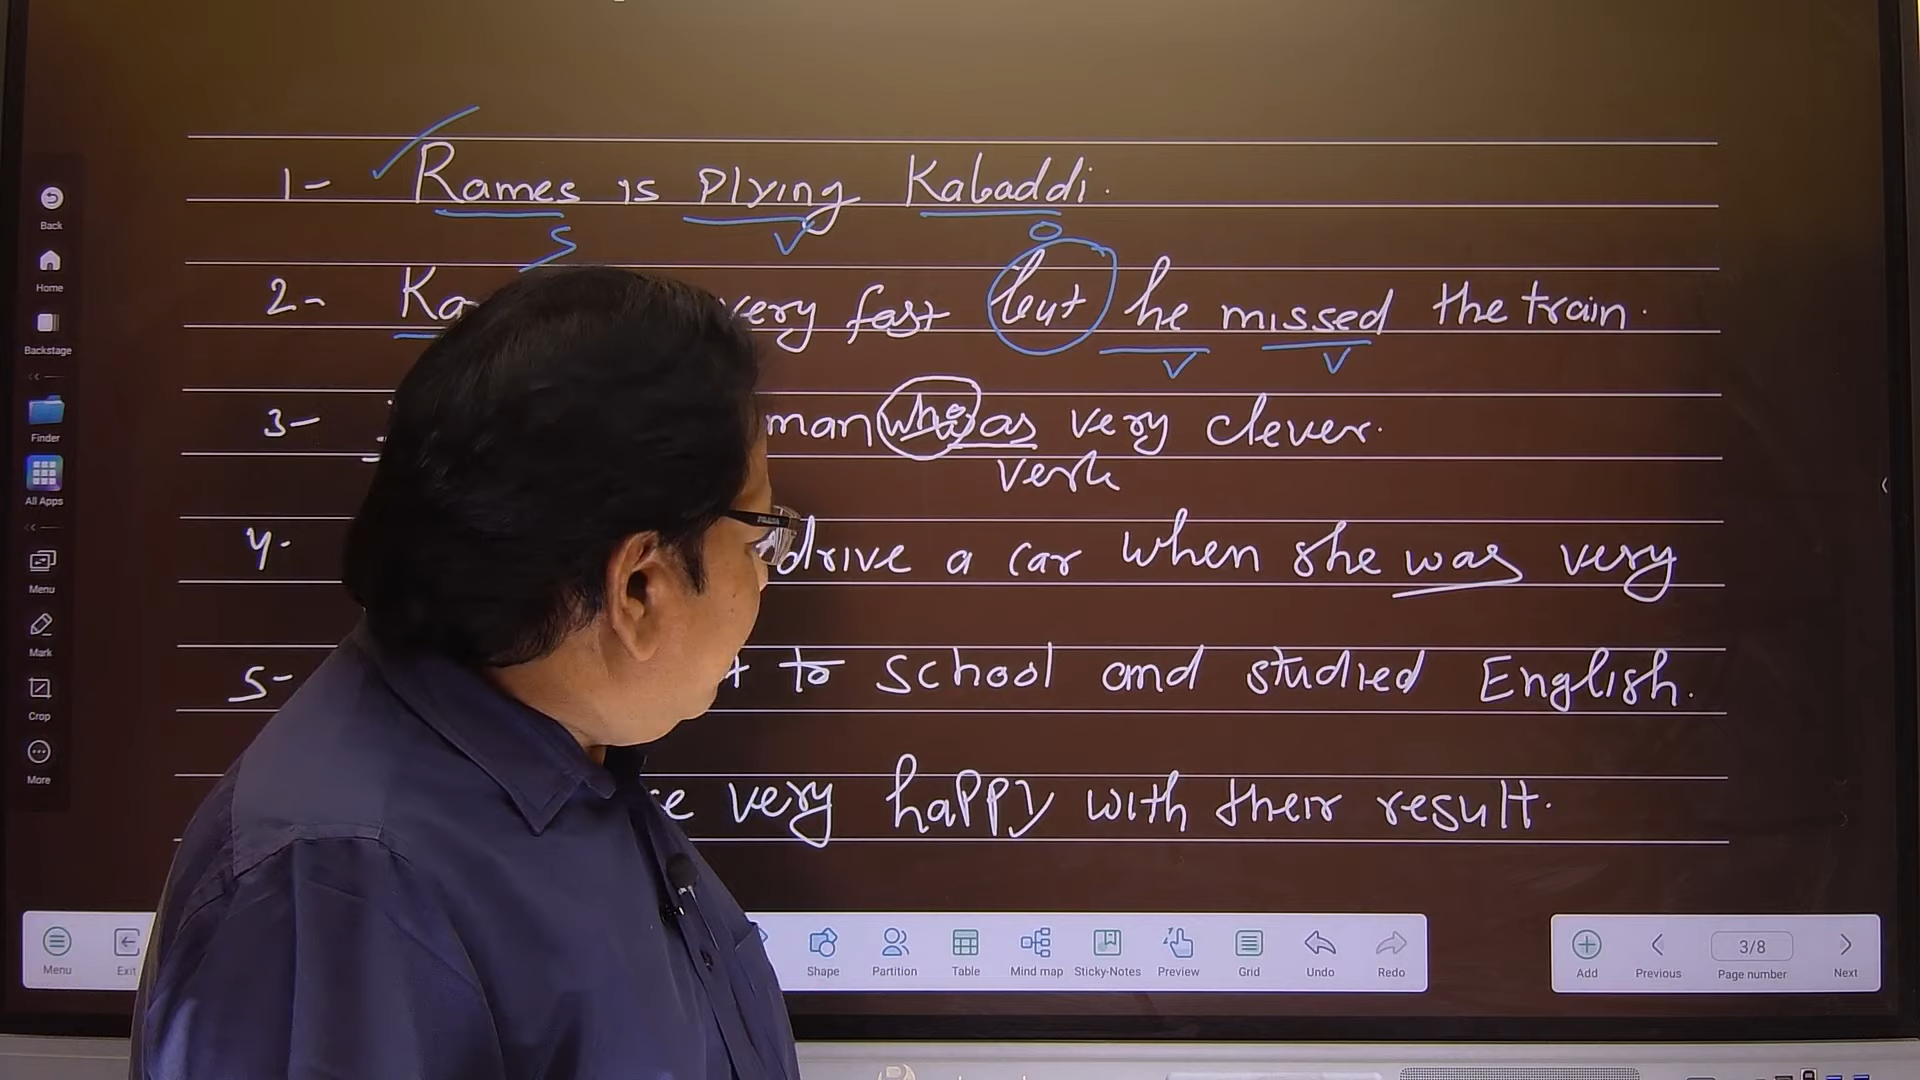 1- Rames is plying Kabaddi.
S V O
2- Ka very fast but he missed the train.
V V
3- man who was very clever.
verb
4. drive a car when she was very
5- to school and studied English.
very happy with their result.
Back
Home
Backstage
Finder
All Apps
Menu
Mark
Crop
More
Menu Exit Shape Partition Table Mind map Sticky-Notes Preview Grid Undo Redo
Add Previous 3/8 Page number Next
PRADA